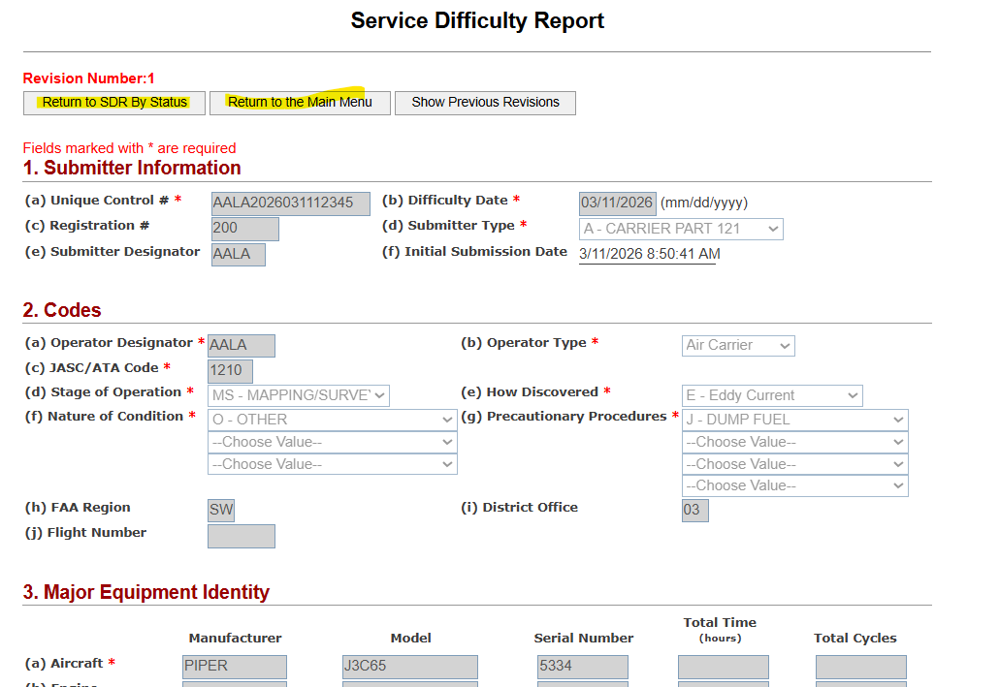 Service Difficulty Report
Revision Number:1
Return to SDR By Status Return to the Main Menu Show Previous Revisions
Fields marked with * are required
1. Submitter Information
(a) Unique Control # * AALA2026031112345 (b) Difficulty Date * 03/11/2026 (mm/dd/yyyy)
(c) Registration # 200 (d) Submitter Type * A - CARRIER PART 121
(e) Submitter Designator AALA (f) Initial Submission Date 3/11/2026 8:50:41 AM
2. Codes
(a) Operator Designator * AALA (b) Operator Type * Air Carrier
(c) JASC/ATA Code * 1210
(d) Stage of Operation * MS - MAPPING/SURVEY (e) How Discovered * E - Eddy Current
(f) Nature of Condition * O - OTHER (g) Precautionary Procedures * J - DUMP FUEL
--Choose Value-- --Choose Value--
--Choose Value-- --Choose Value--
--Choose Value--
(h) FAA Region SW (i) District Office 03
(j) Flight Number
3. Major Equipment Identity
Manufacturer Model Serial Number Total Time (hours) Total Cycles
(a) Aircraft * PIPER J3C65 5334